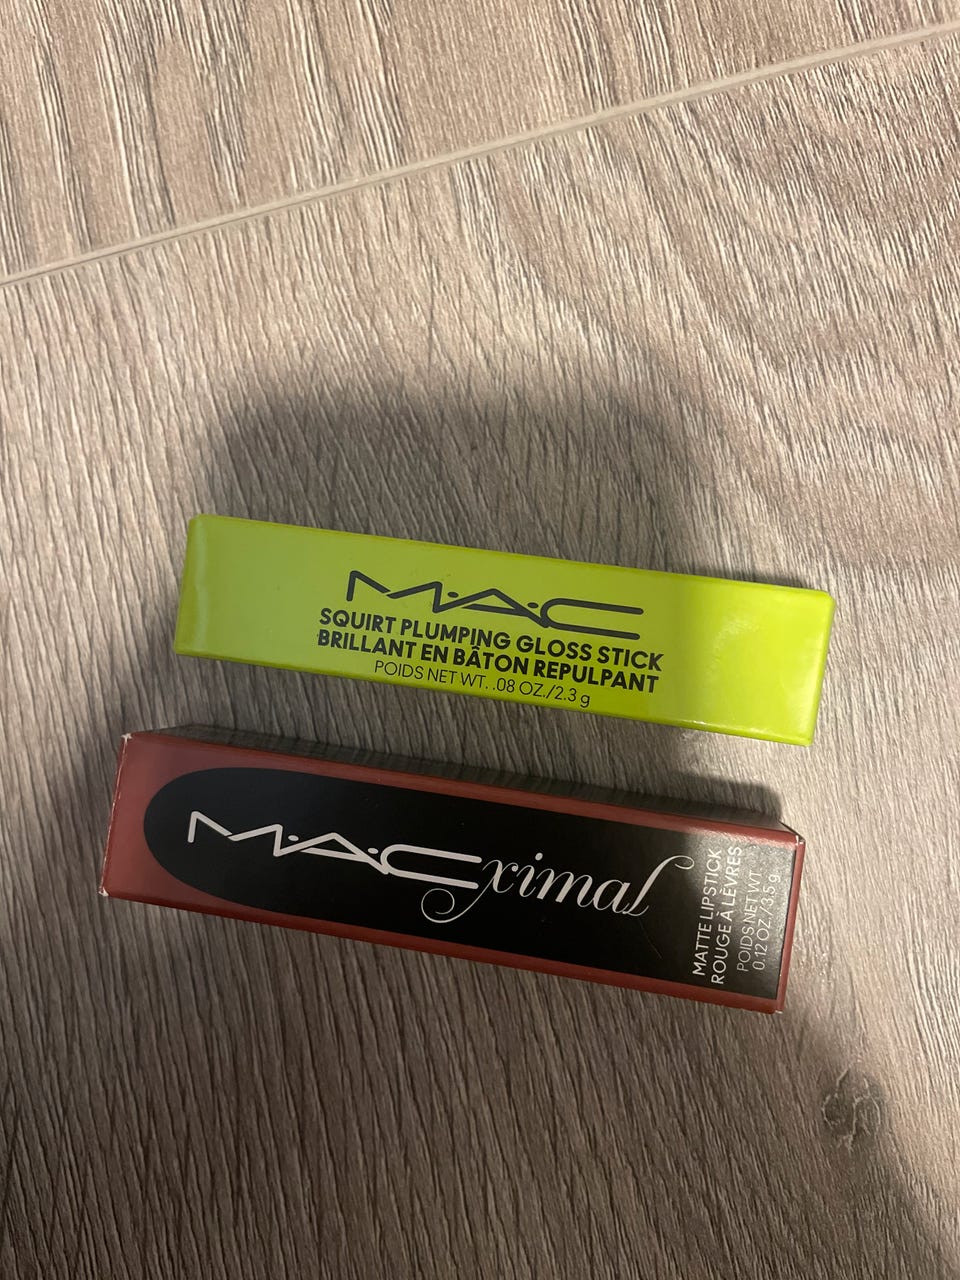 M·A·C
SQUIRT PLUMPING GLOSS STICK
BRILLANT EN BÂTON REPULPANT
POIDS NET WT. .08 OZ./2.3 g
M·A·Cximal
MATTE LIPSTICK
ROUGE À LÈVRES
POIDS NET WT.
0.12 OZ./3.5 g